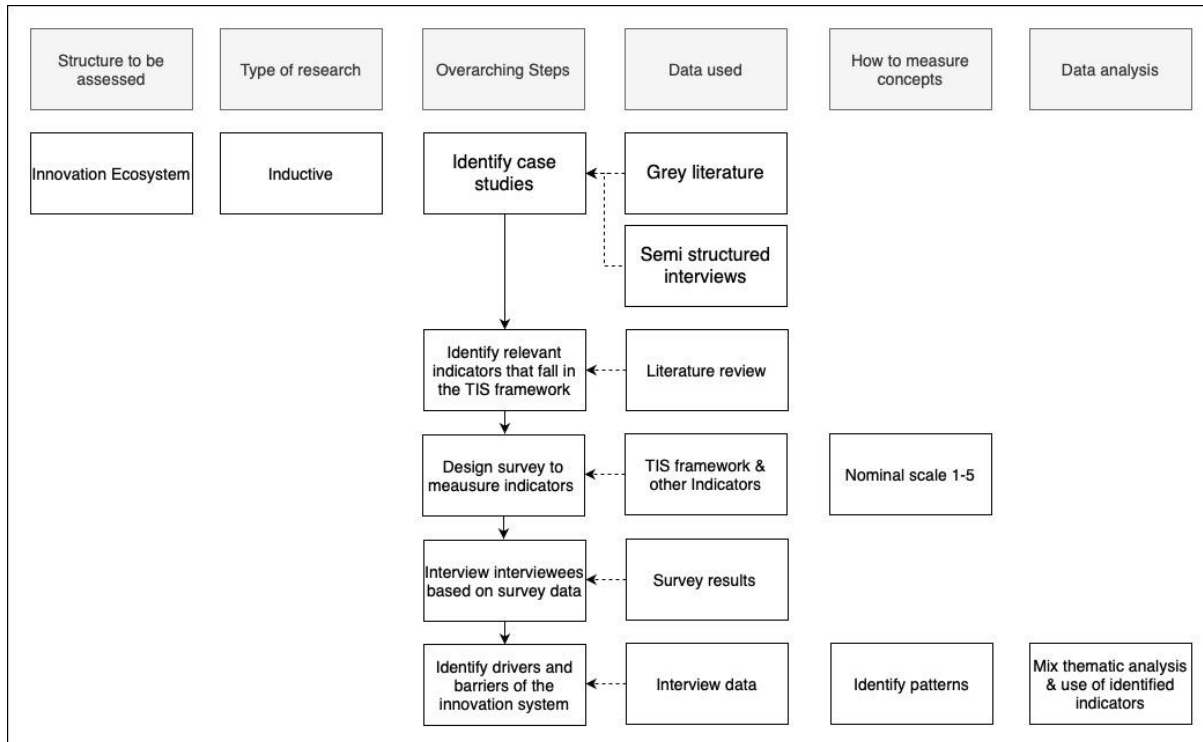 Structure to be
assessed
Type of research
Overarching Steps
Data used
How to measure
concepts
Data analysis
Innovation Ecosystem
Inductive
Identify case
studies
Grey literature
Semi structured
interviews
Identify relevant
indicators that fall in
the TIS framework
Literature review
Design survey to
meausure indicators
TIS framework &
other Indicators
Nominal scale 1-5
Interview interviewees
based on survey data
Survey results
Identify drivers and
barriers of the
innovation system
Interview data
Identify patterns
Mix thematic analysis
& use of identified
indicators